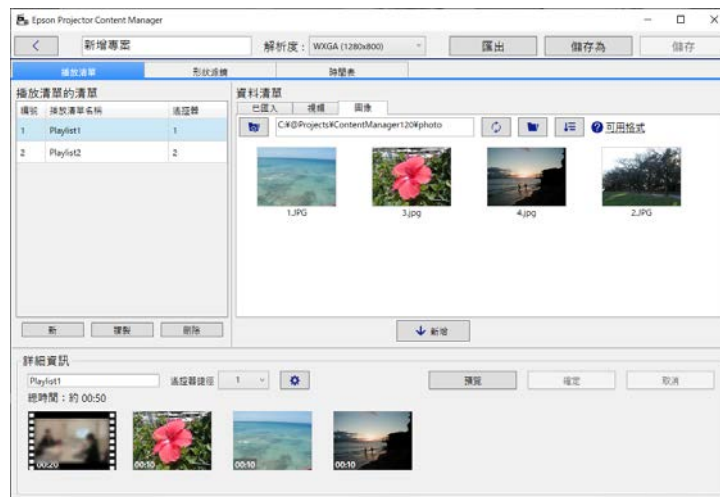 Epson Projector Content Manager
新增專案 解析度： WXGA (1280x800) 匯出 儲存為 儲存
播放清單 形狀派繪 時間表
播放清單的清單 資料清單
編號 播放清單名稱 遙控器
1 Playlist1 1
2 Playlist2 2
已匯入 視頻 圖像
C:¥@Projects¥ContentManager120¥photo 可用格式
1.JPG 3.jpg 4.jpg 2.JPG
新 複製 刪除 新增
詳細資訊
Playlist1 遙控器捷徑 1 預覽 確定 取消
總時間：約 00:50
00:20 00:10 00:10 00:10